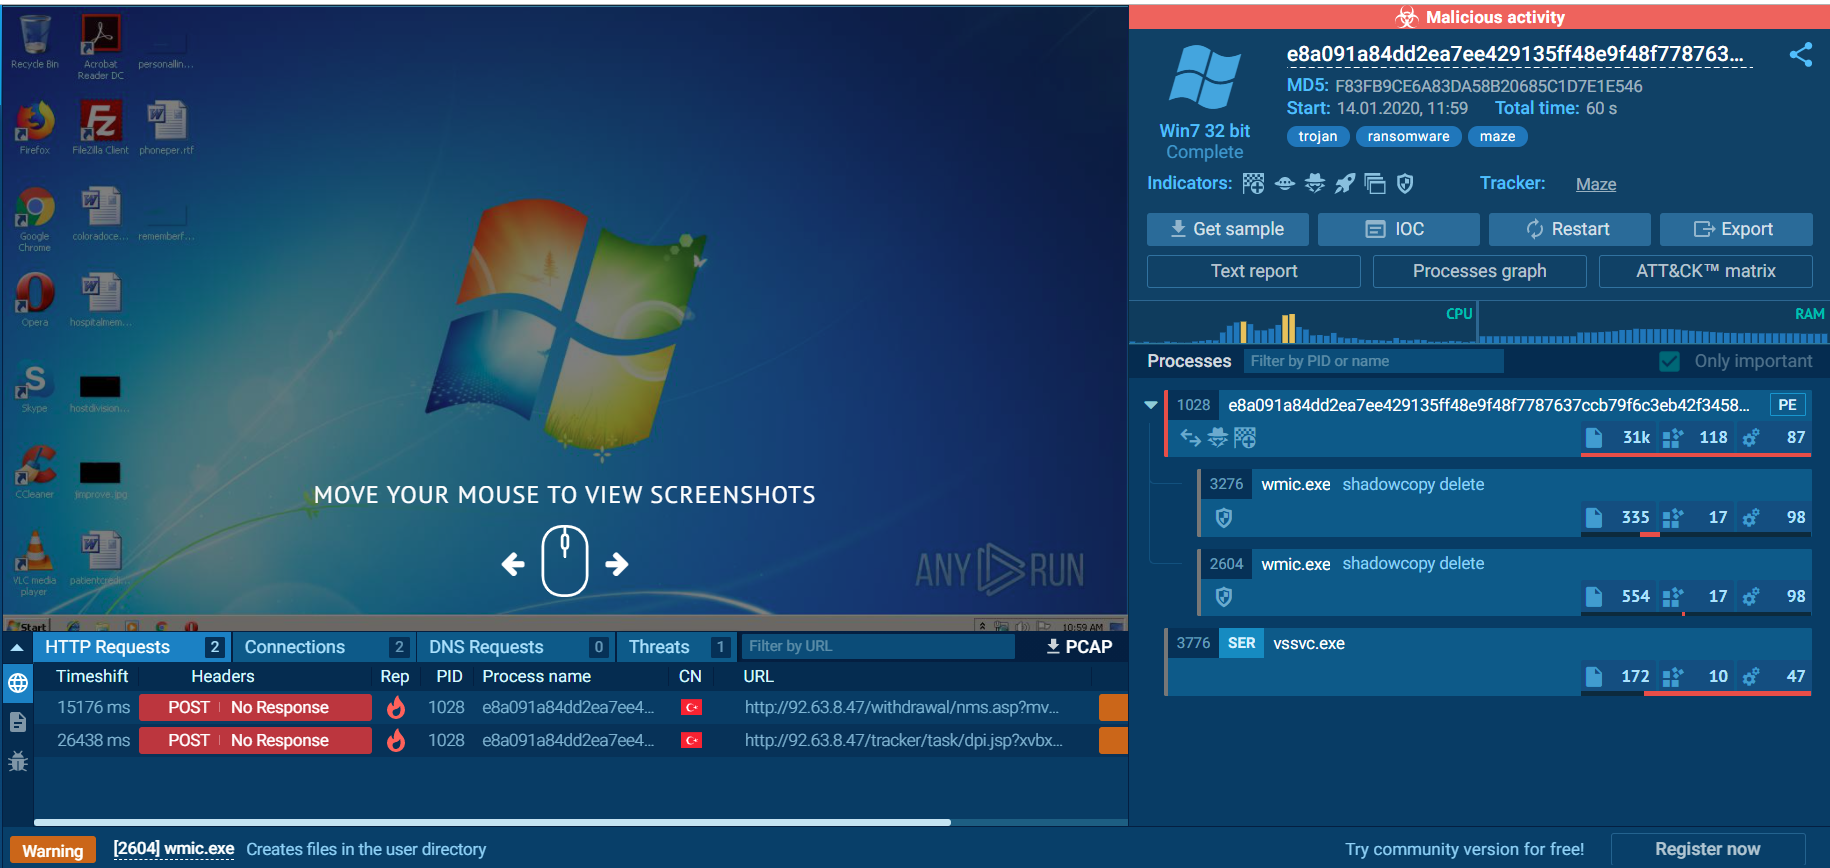 Recycle Bin
Acrobat Reader DC
personallin...
Firefox
FileZilla Client
phoneper.rtf
Google Chrome
coloradoce...
rememberf...
Opera
hospitalmem...
Skype
hostdivision...
CCleaner
jimprove.jpg
VLC media player
patientcredi...
MOVE YOUR MOUSE TO VIEW SCREENSHOTS
ANY RUN
Start
10:59 AM
HTTP Requests 2 Connections 2 DNS Requests 0 Threats 1 Filter by URL PCAP
Timeshift Headers Rep PID Process name CN URL
15176 ms POST No Response 1028 e8a091a84dd2ea7ee4... http://92.63.8.47/withdrawal/nms.asp?mv...
26438 ms POST No Response 1028 e8a091a84dd2ea7ee4... http://92.63.8.47/tracker/task/dpi.jsp?xvbx...
Warning [2604] wmic.exe Creates files in the user directory
Malicious activity
Win7 32 bit
Complete
e8a091a84dd2ea7ee429135ff48e9f48f778763...
MD5: F83FB9CE6A83DA58B20685C1D7E1E546
Start: 14.01.2020, 11:59 Total time: 60 s
trojan ransomware maze
Indicators: Tracker: Maze
Get sample IOC Restart Export
Text report Processes graph ATT&CK™ matrix
CPU RAM
Processes Filter by PID or name Only important
1028 e8a091a84dd2ea7ee429135ff48e9f48f7787637ccb79f6c3eb42f3458... PE
31k 118 87
3276 wmic.exe shadowcopy delete
335 17 98
2604 wmic.exe shadowcopy delete
554 17 98
3776 SER vssvc.exe
172 10 47
Try community version for free! Register now